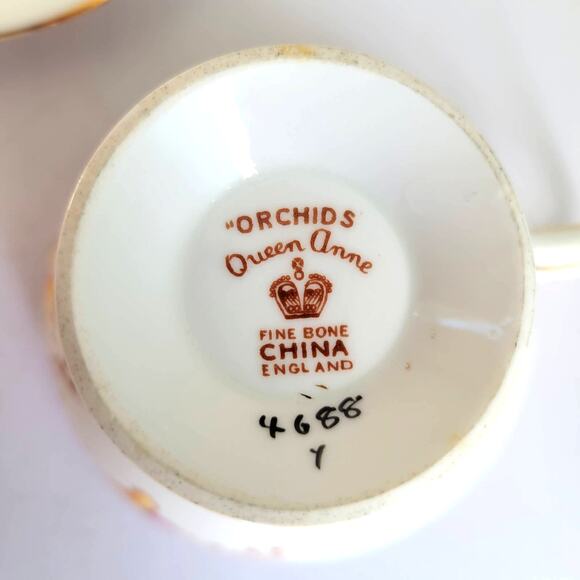 "ORCHIDS
Queen Anne
FINE BONE
CHINA
ENGLAND
4688
Y